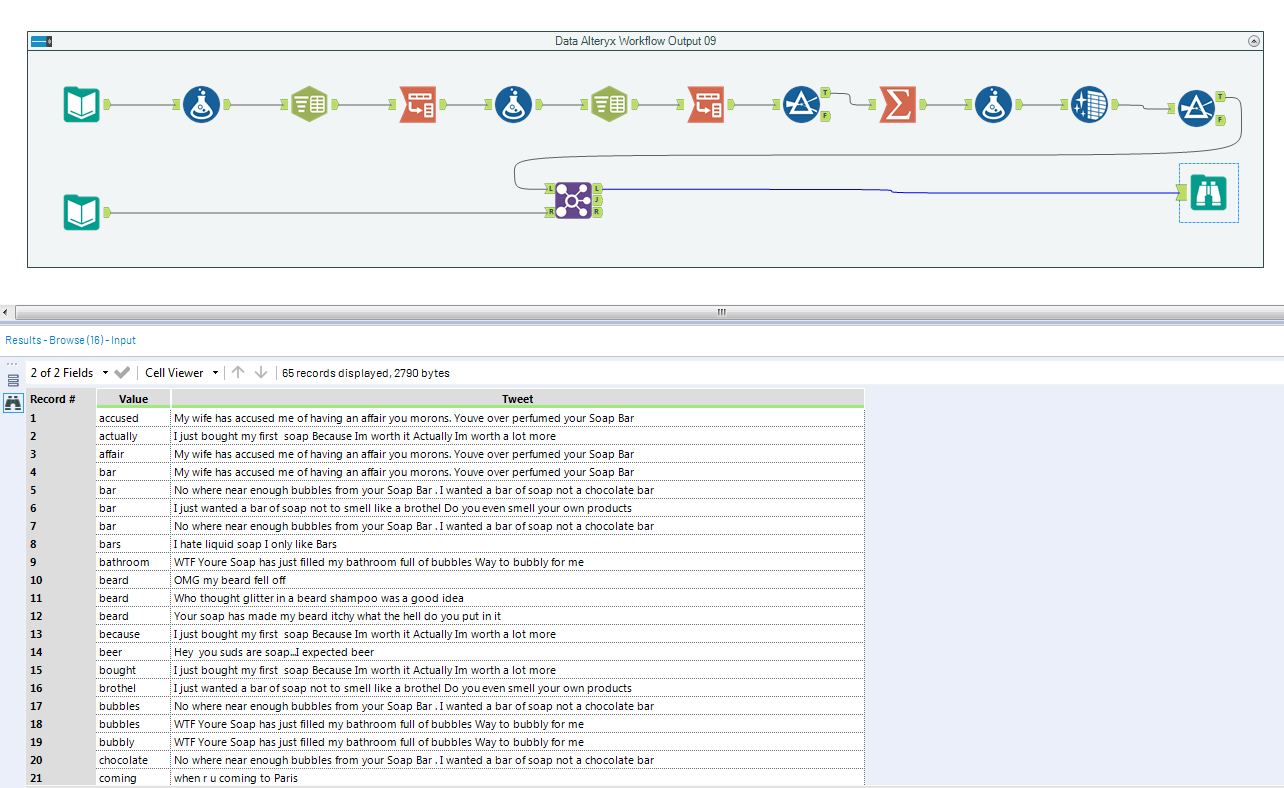 Data Alteryx Workflow Output 09
T
F
T
F
L
R
L
J
R
Results - Browse (16) - Input
2 of 2 Fields Cell Viewer 65 records displayed, 2790 bytes
Record # Value Tweet
1 accused My wife has accused me of having an affair you morons. Youve over perfumed your Soap Bar
2 actually I just bought my first  soap Because Im worth it Actually Im worth a lot more
3 affair My wife has accused me of having an affair you morons. Youve over perfumed your Soap Bar
4 bar My wife has accused me of having an affair you morons. Youve over perfumed your Soap Bar
5 bar No where near enough bubbles from your Soap Bar . I wanted a bar of soap not a chocolate bar
6 bar I just wanted a bar of soap not to smell like a brothel Do you even smell your own products
7 bar No where near enough bubbles from your Soap Bar . I wanted a bar of soap not a chocolate bar
8 bars I hate liquid soap I only like Bars
9 bathroom WTF Youre Soap has just filled my bathroom full of bubbles Way to bubbly for me
10 beard OMG my beard fell off
11 beard Who thought glitter in a beard shampoo was a good idea
12 beard Your soap has made my beard itchy what the hell do you put in it
13 because I just bought my first  soap Because Im worth it Actually Im worth a lot more
14 beer Hey  you suds are soap...I expected beer
15 bought I just bought my first  soap Because Im worth it Actually Im worth a lot more
16 brothel I just wanted a bar of soap not to smell like a brothel Do you even smell your own products
17 bubbles No where near enough bubbles from your Soap Bar . I wanted a bar of soap not a chocolate bar
18 bubbles WTF Youre Soap has just filled my bathroom full of bubbles Way to bubbly for me
19 bubbly WTF Youre Soap has just filled my bathroom full of bubbles Way to bubbly for me
20 chocolate No where near enough bubbles from your Soap Bar . I wanted a bar of soap not a chocolate bar
21 coming when r u coming to Paris